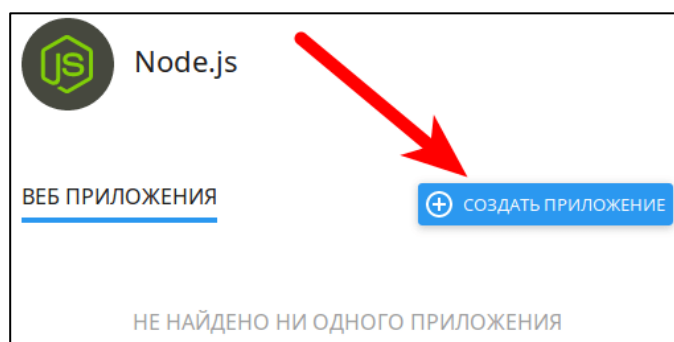 JS
Node.js
ВЕБ ПРИЛОЖЕНИЯ
СОЗДАТЬ ПРИЛОЖЕНИЕ
НЕ НАЙДЕНО НИ ОДНОГО ПРИЛОЖЕНИЯ